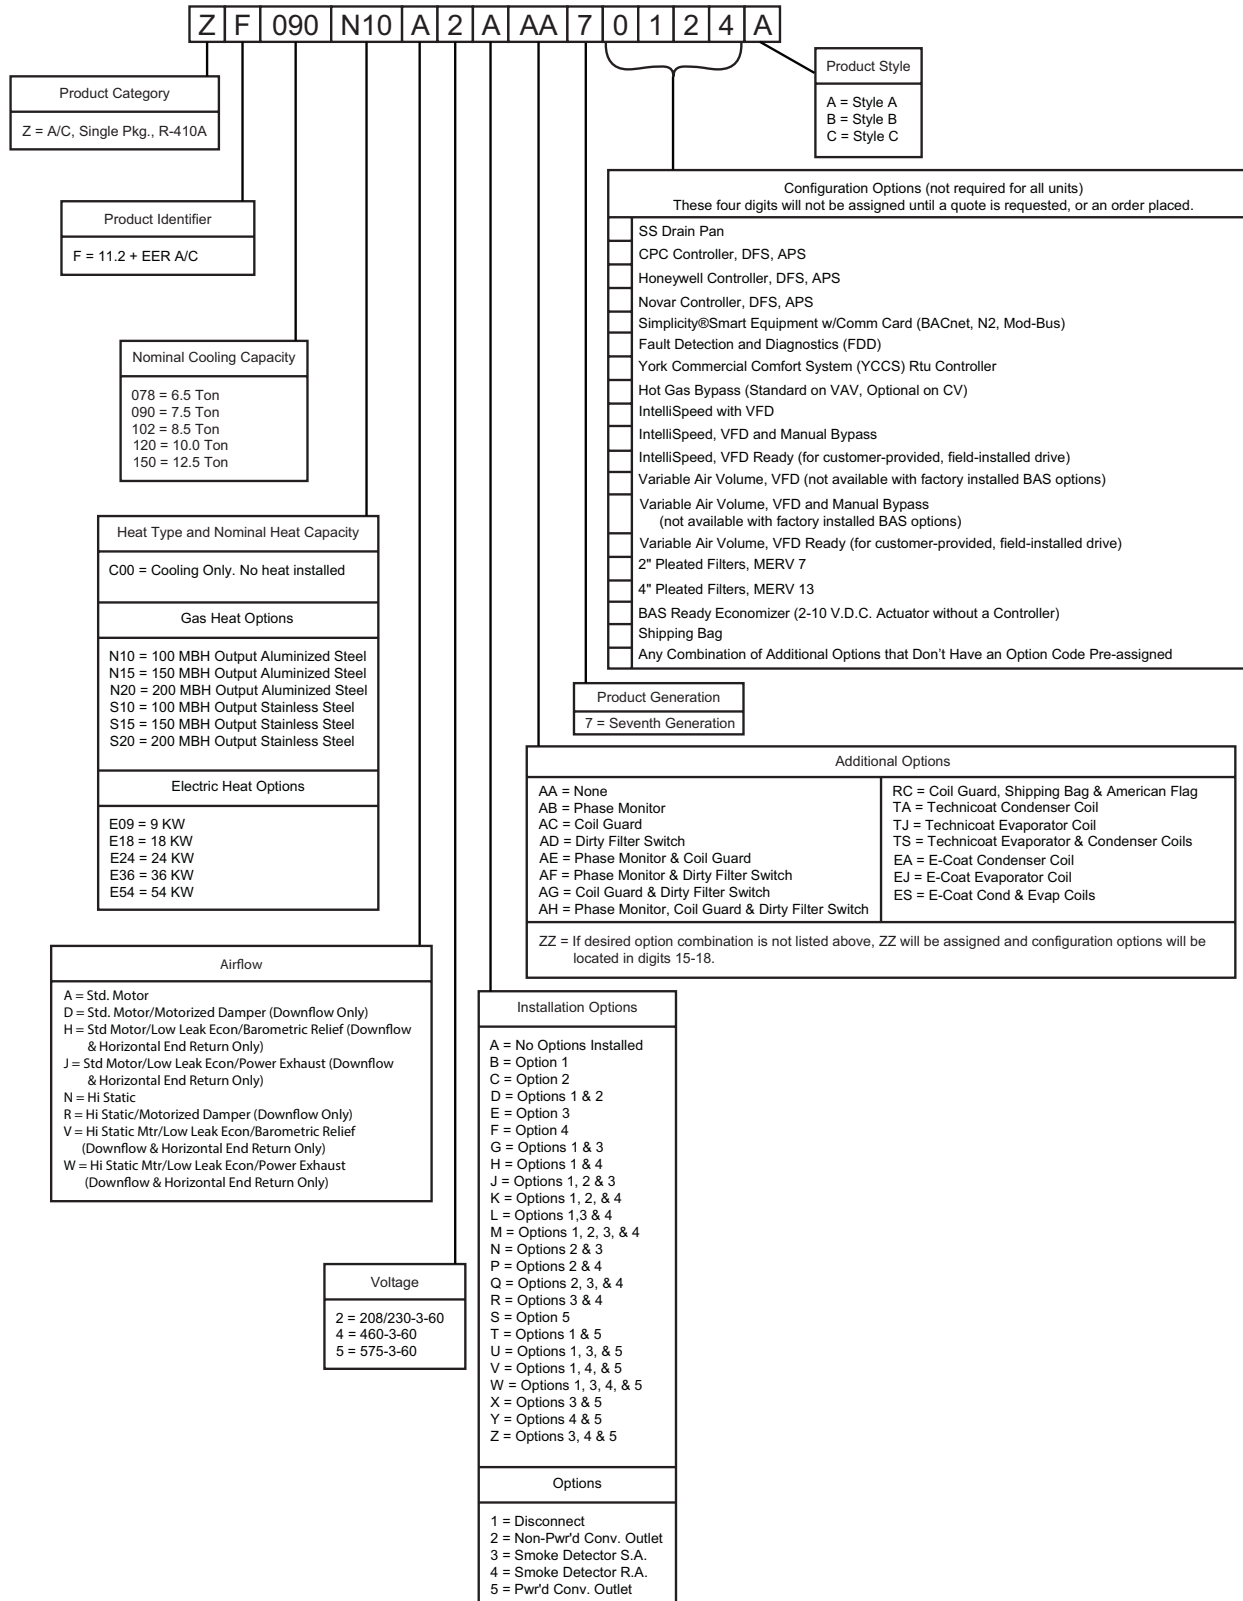 Z F 090 N10 A 2 A AA 7 0 1 2 4 A
Product Category
Z = A/C, Single Pkg., R-410A
Product Identifier
F = 11.2 + EER A/C
Nominal Cooling Capacity
078 = 6.5 Ton
090 = 7.5 Ton
102 = 8.5 Ton
120 = 10.0 Ton
150 = 12.5 Ton
Heat Type and Nominal Heat Capacity
C00 = Cooling Only. No heat installed
Gas Heat Options
N10 = 100 MBH Output Aluminized Steel
N15 = 150 MBH Output Aluminized Steel
N20 = 200 MBH Output Aluminized Steel
S10 = 100 MBH Output Stainless Steel
S15 = 150 MBH Output Stainless Steel
S20 = 200 MBH Output Stainless Steel
Electric Heat Options
E09 = 9 KW
E18 = 18 KW
E24 = 24 KW
E36 = 36 KW
E54 = 54 KW
Airflow
A = Std. Motor
D = Std. Motor/Motorized Damper (Downflow Only)
H = Std Motor/Low Leak Econ/Barometric Relief (Downflow
& Horizontal End Return Only)
J = Std Motor/Low Leak Econ/Power Exhaust (Downflow
& Horizontal End Return Only)
N = Hi Static
R = Hi Static/Motorized Damper (Downflow Only)
V = Hi Static Mtr/Low Leak Econ/Barometric Relief
(Downflow & Horizontal End Return Only)
W = Hi Static Mtr/Low Leak Econ/Power Exhaust
(Downflow & Horizontal End Return Only)
Voltage
2 = 208/230-3-60
4 = 460-3-60
5 = 575-3-60
Installation Options
A = No Options Installed
B = Option 1
C = Option 2
D = Options 1 & 2
E = Option 3
F = Option 4
G = Options 1 & 3
H = Options 1 & 4
J = Options 1, 2 & 3
K = Options 1, 2, & 4
L = Options 1,3 & 4
M = Options 1, 2, 3, & 4
N = Options 2 & 3
P = Options 2 & 4
Q = Options 2, 3, & 4
R = Options 3 & 4
S = Option 5
T = Options 1 & 5
U = Options 1, 3, & 5
V = Options 1, 4, & 5
W = Options 1, 3, 4, & 5
X = Options 3 & 5
Y = Options 4 & 5
Z = Options 3, 4 & 5
Options
1 = Disconnect
2 = Non-Pwr'd Conv. Outlet
3 = Smoke Detector S.A.
4 = Smoke Detector R.A.
5 = Pwr'd Conv. Outlet
Additional Options
AA = None
AB = Phase Monitor
AC = Coil Guard
AD = Dirty Filter Switch
AE = Phase Monitor & Coil Guard
AF = Phase Monitor & Dirty Filter Switch
AG = Coil Guard & Dirty Filter Switch
AH = Phase Monitor, Coil Guard & Dirty Filter Switch
RC = Coil Guard, Shipping Bag & American Flag
TA = Technicoat Condenser Coil
TJ = Technicoat Evaporator Coil
TS = Technicoat Evaporator & Condenser Coils
EA = E-Coat Condenser Coil
EJ = E-Coat Evaporator Coil
ES = E-Coat Cond & Evap Coils
ZZ = If desired option combination is not listed above, ZZ will be assigned and configuration options will be
located in digits 15-18.
Product Generation
7 = Seventh Generation
Configuration Options (not required for all units)
These four digits will not be assigned until a quote is requested, or an order placed.
SS Drain Pan
CPC Controller, DFS, APS
Honeywell Controller, DFS, APS
Novar Controller, DFS, APS
Simplicity®Smart Equipment w/Comm Card (BACnet, N2, Mod-Bus)
Fault Detection and Diagnostics (FDD)
York Commercial Comfort System (YCCS) Rtu Controller
Hot Gas Bypass (Standard on VAV, Optional on CV)
IntelliSpeed with VFD
IntelliSpeed, VFD and Manual Bypass
IntelliSpeed, VFD Ready (for customer-provided, field-installed drive)
Variable Air Volume, VFD (not available with factory installed BAS options)
Variable Air Volume, VFD and Manual Bypass
(not available with factory installed BAS options)
Variable Air Volume, VFD Ready (for customer-provided, field-installed drive)
2" Pleated Filters, MERV 7
4" Pleated Filters, MERV 13
BAS Ready Economizer (2-10 V.D.C. Actuator without a Controller)
Shipping Bag
Any Combination of Additional Options that Don't Have an Option Code Pre-assigned
Product Style
A = Style A
B = Style B
C = Style C